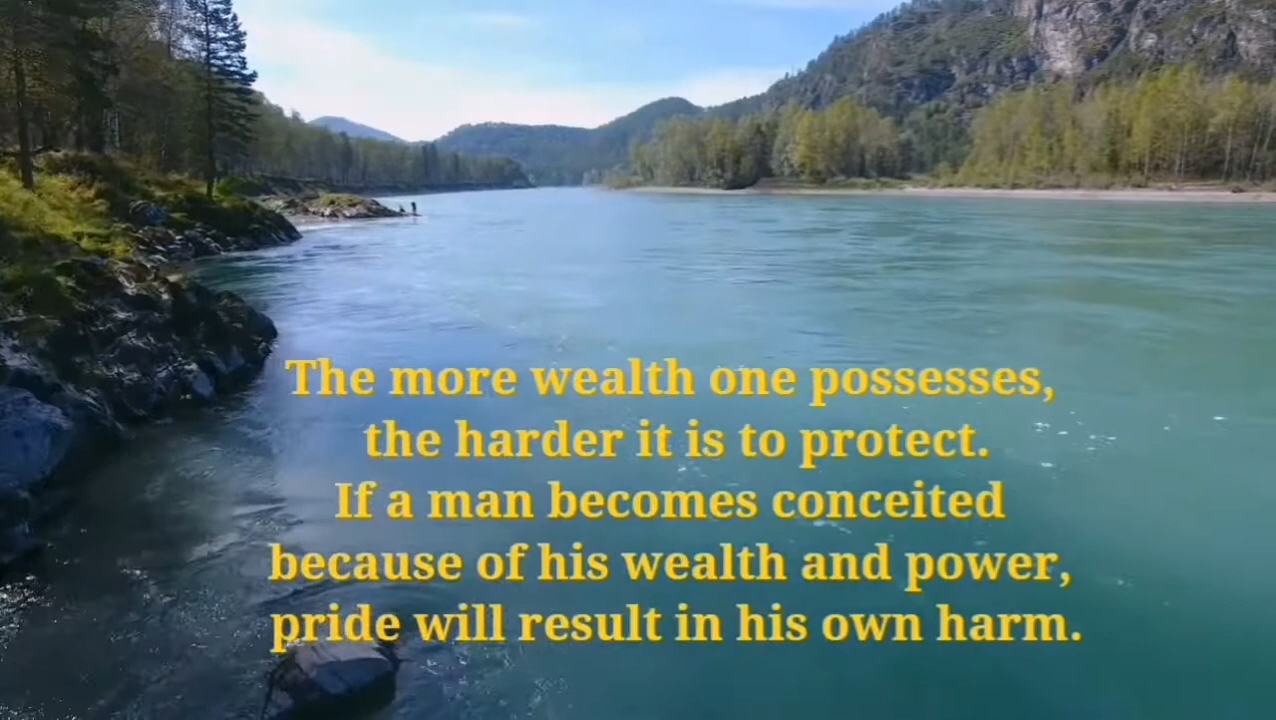 The more wealth one possesses,
the harder it is to protect.
If a man becomes conceited
because of his wealth and power,
pride will result in his own harm.